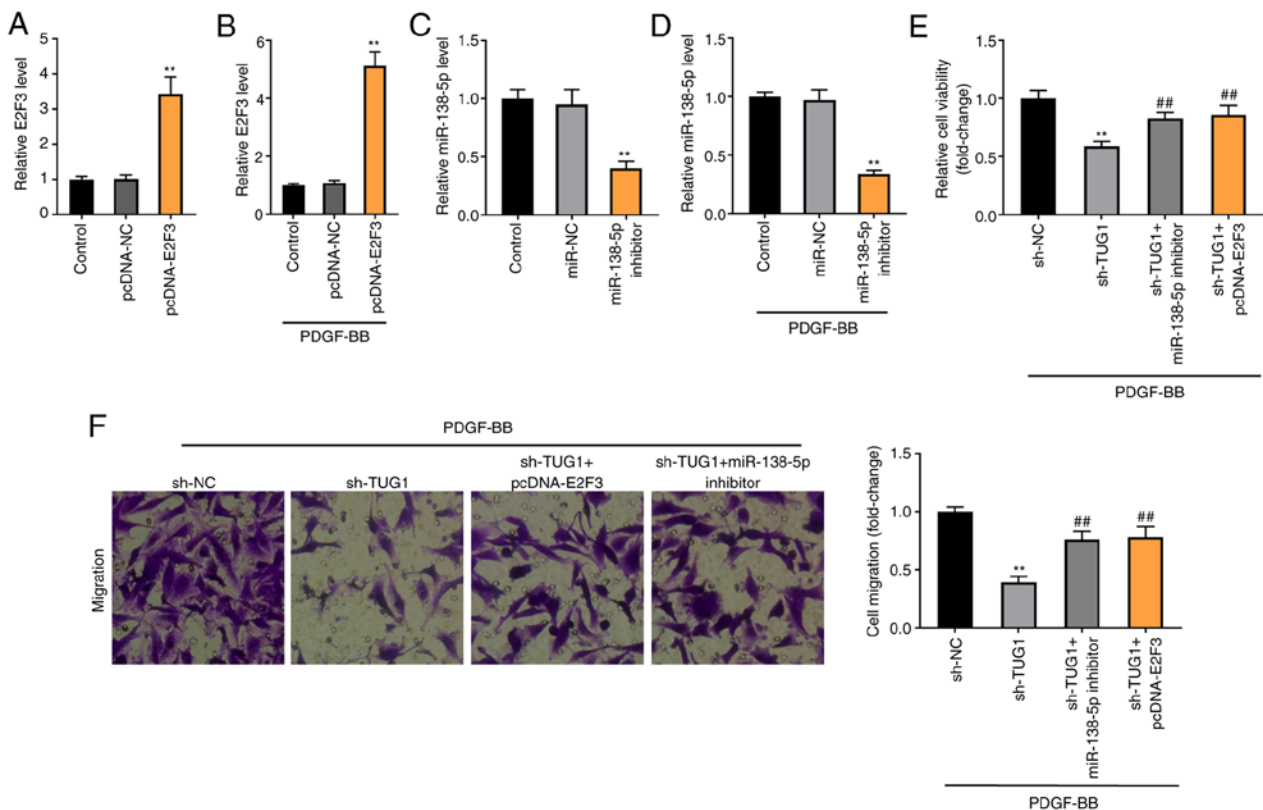 A
Relative E2F3 level
5
4
3
2
1
0
**
Control
pcDNA-NC
pcDNA-E2F3
B
Relative E2F3 level
6
4
2
0
**
Control
pcDNA-NC
pcDNA-E2F3
PDGF-BB
C
Relative miR-138-5p level
1.5
1.0
0.5
0.0
**
Control
miR-NC
miR-138-5p
inhibitor
D
Relative miR-138-5p level
1.5
1.0
0.5
0.0
**
Control
miR-NC
miR-138-5p
inhibitor
PDGF-BB
E
Relative cell viability
(fold-change)
1.5
1.0
0.5
0.0
**
##
##
sh-NC
sh-TUG1
sh-TUG1+
miR-138-5p inhibitor
sh-TUG1+
pcDNA-E2F3
PDGF-BB
F
PDGF-BB
sh-NC
sh-TUG1
sh-TUG1+
pcDNA-E2F3
sh-TUG1+miR-138-5p
inhibitor
Migration
Cell migration (fold-change)
1.5
1.0
0.5
0.0
**
##
##
sh-NC
sh-TUG1
sh-TUG1+
miR-138-5p inhibitor
sh-TUG1+
pcDNA-E2F3
PDGF-BB